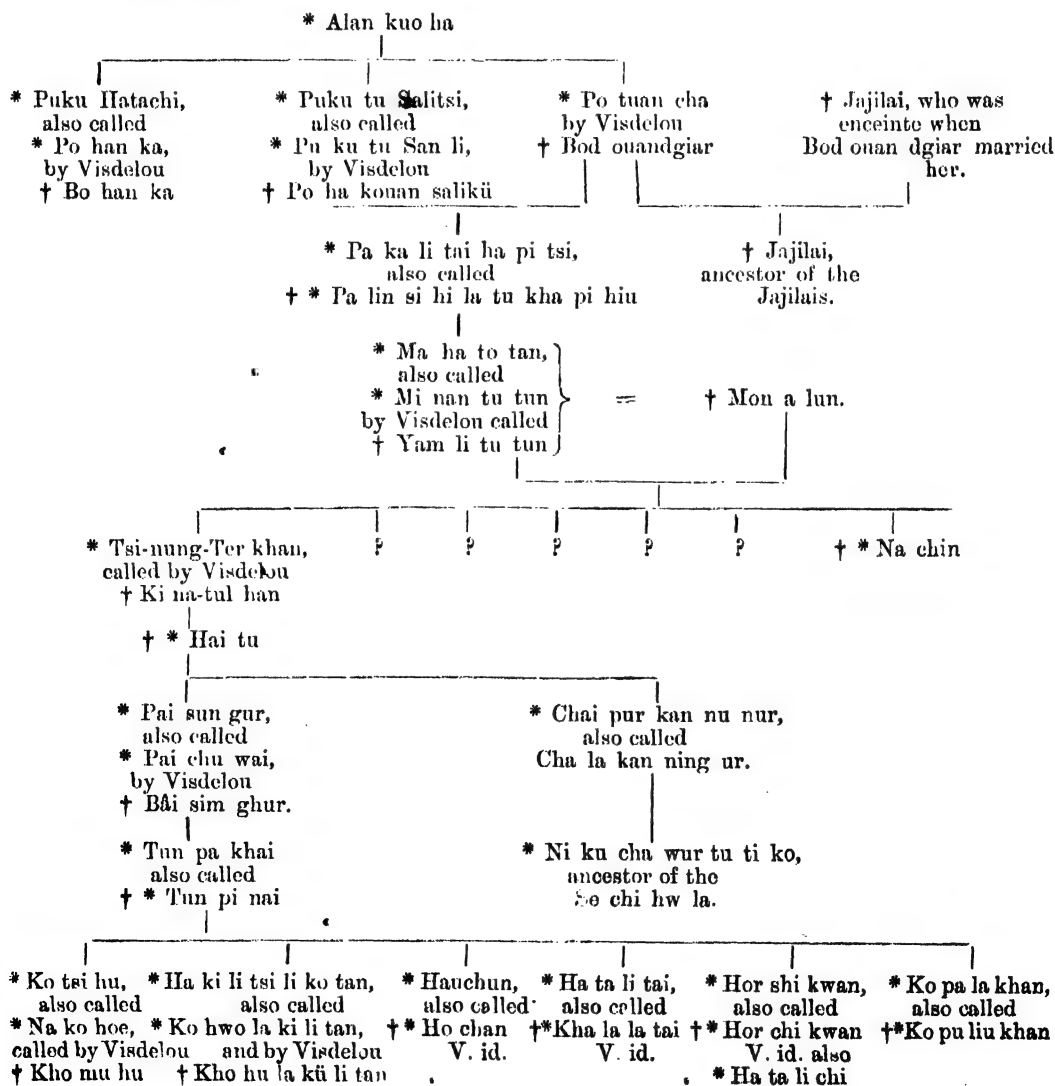 * Alan kuo ha
* Puku Hatachi,
also called
* Po han ka,
by Visdelou
† Bo han ka
* Puku tu Salitsi,
also called
* Pu ku tu San li,
by Visdelou
† Po ha kouan salikü
* Po tuan cha
by Visdelou
† Bod ouandgiar
† Jajilai, who was
enceinte when
Bod ouan dgiar married
her.
* Pa ka li tai ha pi tsi,
also called
† * Pa lin si hi la tu kha pi hiu
† Jajilai,
ancestor of the
Jajilais.
* Ma ha to tan,
also called
* Mi nan tu tun
by Visdelou called
† Yam li tu tun
=
† Mon a lun.
* Tsi-nung-Ter khan,
called by Visdelou
† Ki na-tul han
? ? ? ? ?
† * Na chin
† * Hai tu
* Pai sun gur,
also called
* Pai chu wai,
by Visdelou
† Bâi sim ghur.
* Chai pur kan nu nur,
also called
Cha la kan ning ur.
* Tun pa khai
also called
† * Tun pi nai
* Ni ku cha wur tu ti ko,
ancestor of the
Se chi hw la.
* Ko tsi hu,
also called
* Na ko hoe,
called by Visdelou
† Kho mu hu
* Ha ki li tsi li ko tan,
also called
* Ko hwo la ki li tan,
and by Visdelou
† Kho hu la kü li tan
* Hauchun,
also called
† * Ho chan
V. id.
* Ha ta li tai,
also called
†*Kha la la tai
V. id.
* Hor shi kwan,
also called
† * Hor chi kwan
V. id. also
* Ha ta li chi
* Ko pa la khan,
also called
†*Ko pu liu khan